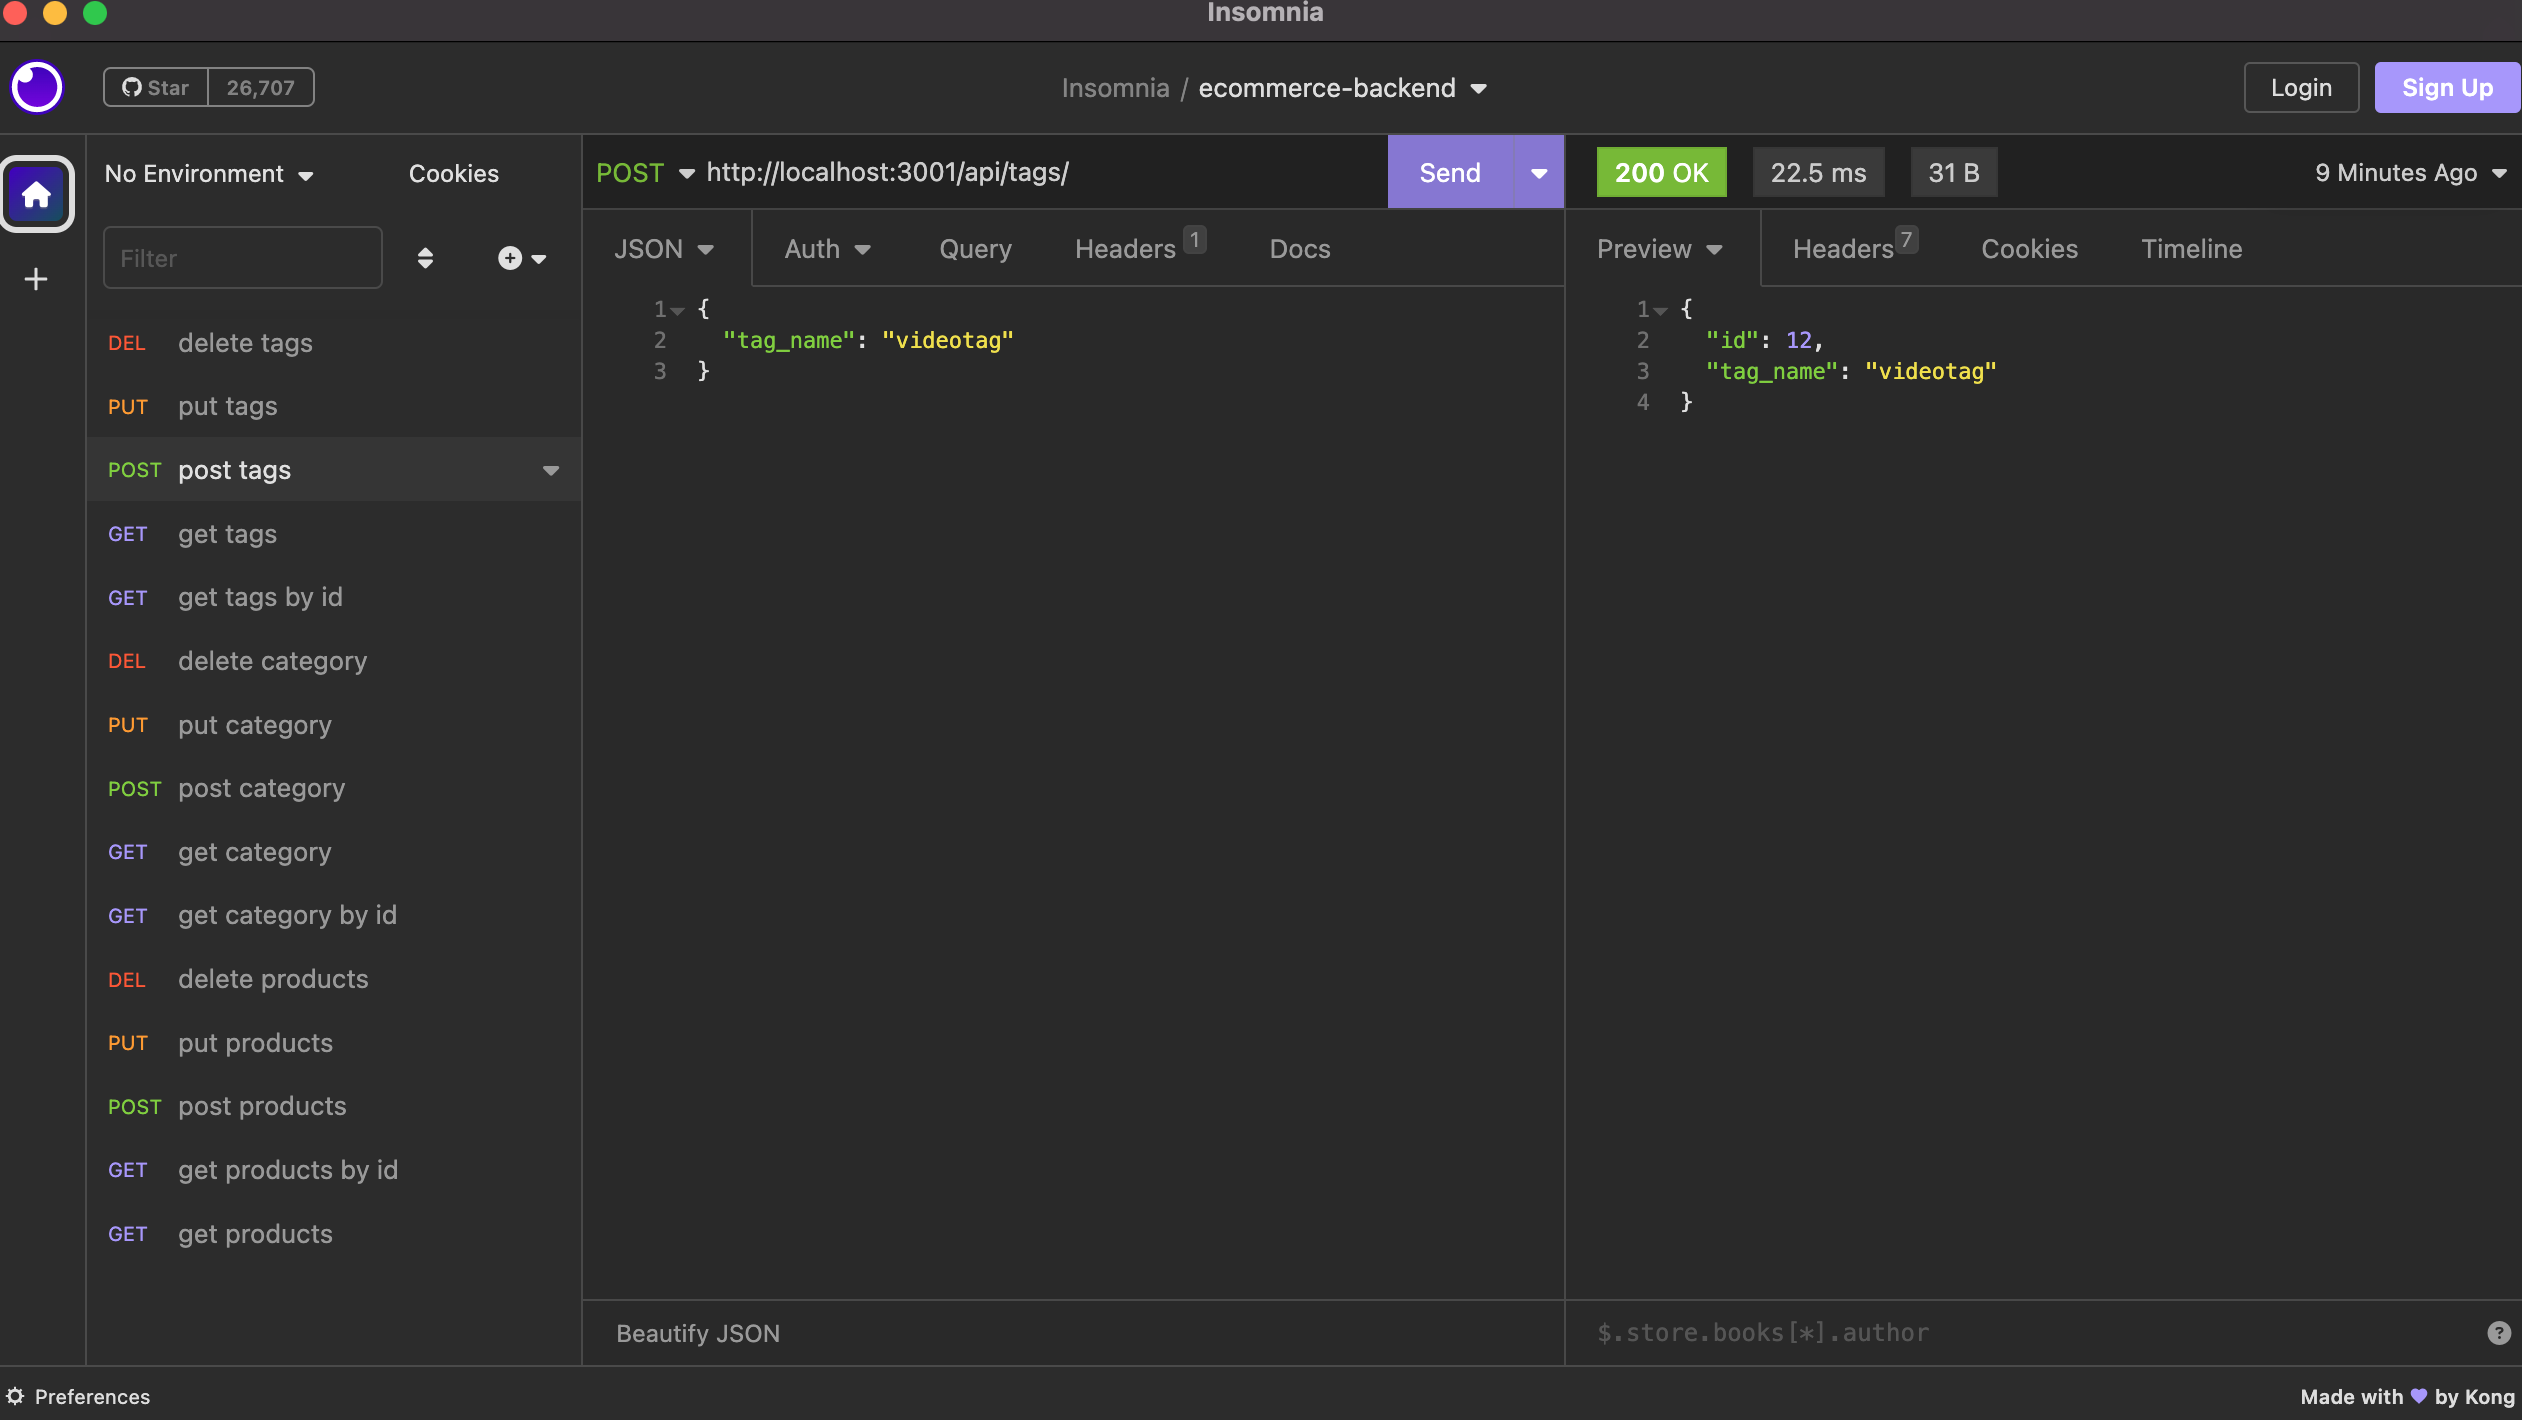 Insomnia
Star 26,707
Insomnia / ecommerce-backend
Login
Sign Up
No Environment
Cookies
Filter
DEL delete tags
PUT put tags
POST post tags
GET get tags
GET get tags by id
DEL delete category
PUT put category
POST post category
GET get category
GET get category by id
DEL delete products
PUT put products
POST post products
GET get products by id
GET get products
POST http://localhost:3001/api/tags/
Send
JSON Auth Query Headers 1 Docs
1 {
2 "tag_name": "videotag"
3 }
Beautify JSON
200 OK 22.5 ms 31 B 9 Minutes Ago
Preview Headers 7 Cookies Timeline
1 {
2 "id": 12,
3 "tag_name": "videotag"
4 }
$.store.books[*].author
?
Preferences
Made with 💜 by Kong